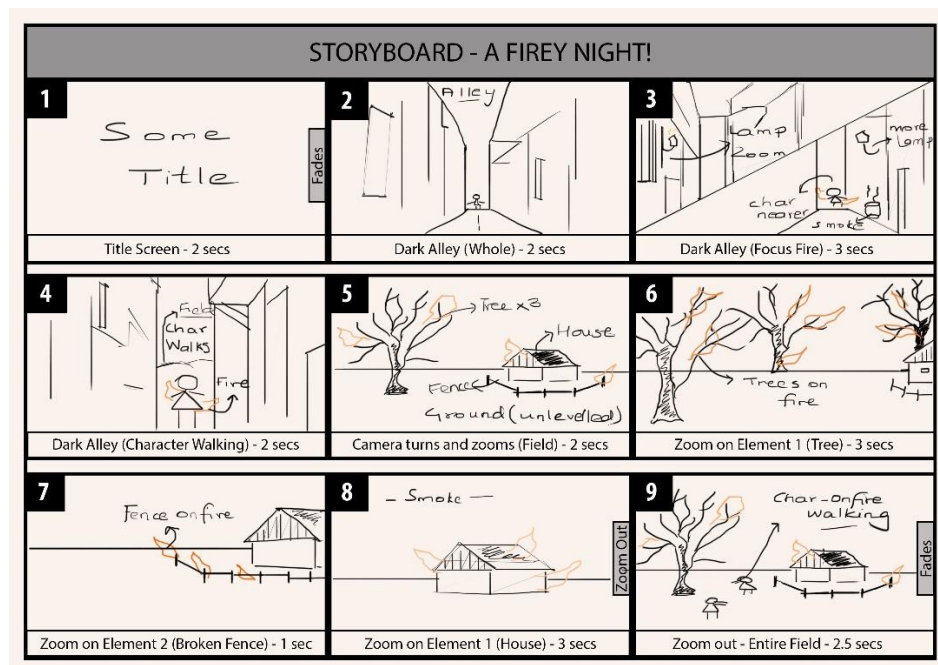 STORYBOARD - A FIREY NIGHT!
1
Some
Title
Fades
Title Screen - 2 secs
2
Alley
Dark Alley (Whole) - 2 secs
3
Lamp
Zoom
more
Lamp
char
nearer
smoke
Dark Alley (Focus Fire) - 3 secs
4
Field
Char
Walks
Fire
Dark Alley (Character Walking) - 2 secs
5
Tree x3
House
Fence
Ground (unlevelled)
Camera turns and zooms (Field) - 2 secs
6
Trees on
fire
Zoom on Element 1 (Tree) - 3 secs
7
Fence on fire
Zoom on Element 2 (Broken Fence) - 1 sec
8
- Smoke -
Zoom Out
Zoom on Element 1 (House) - 3 secs
9
Char-onfire
walking
Fades
Zoom out - Entire Field - 2.5 secs